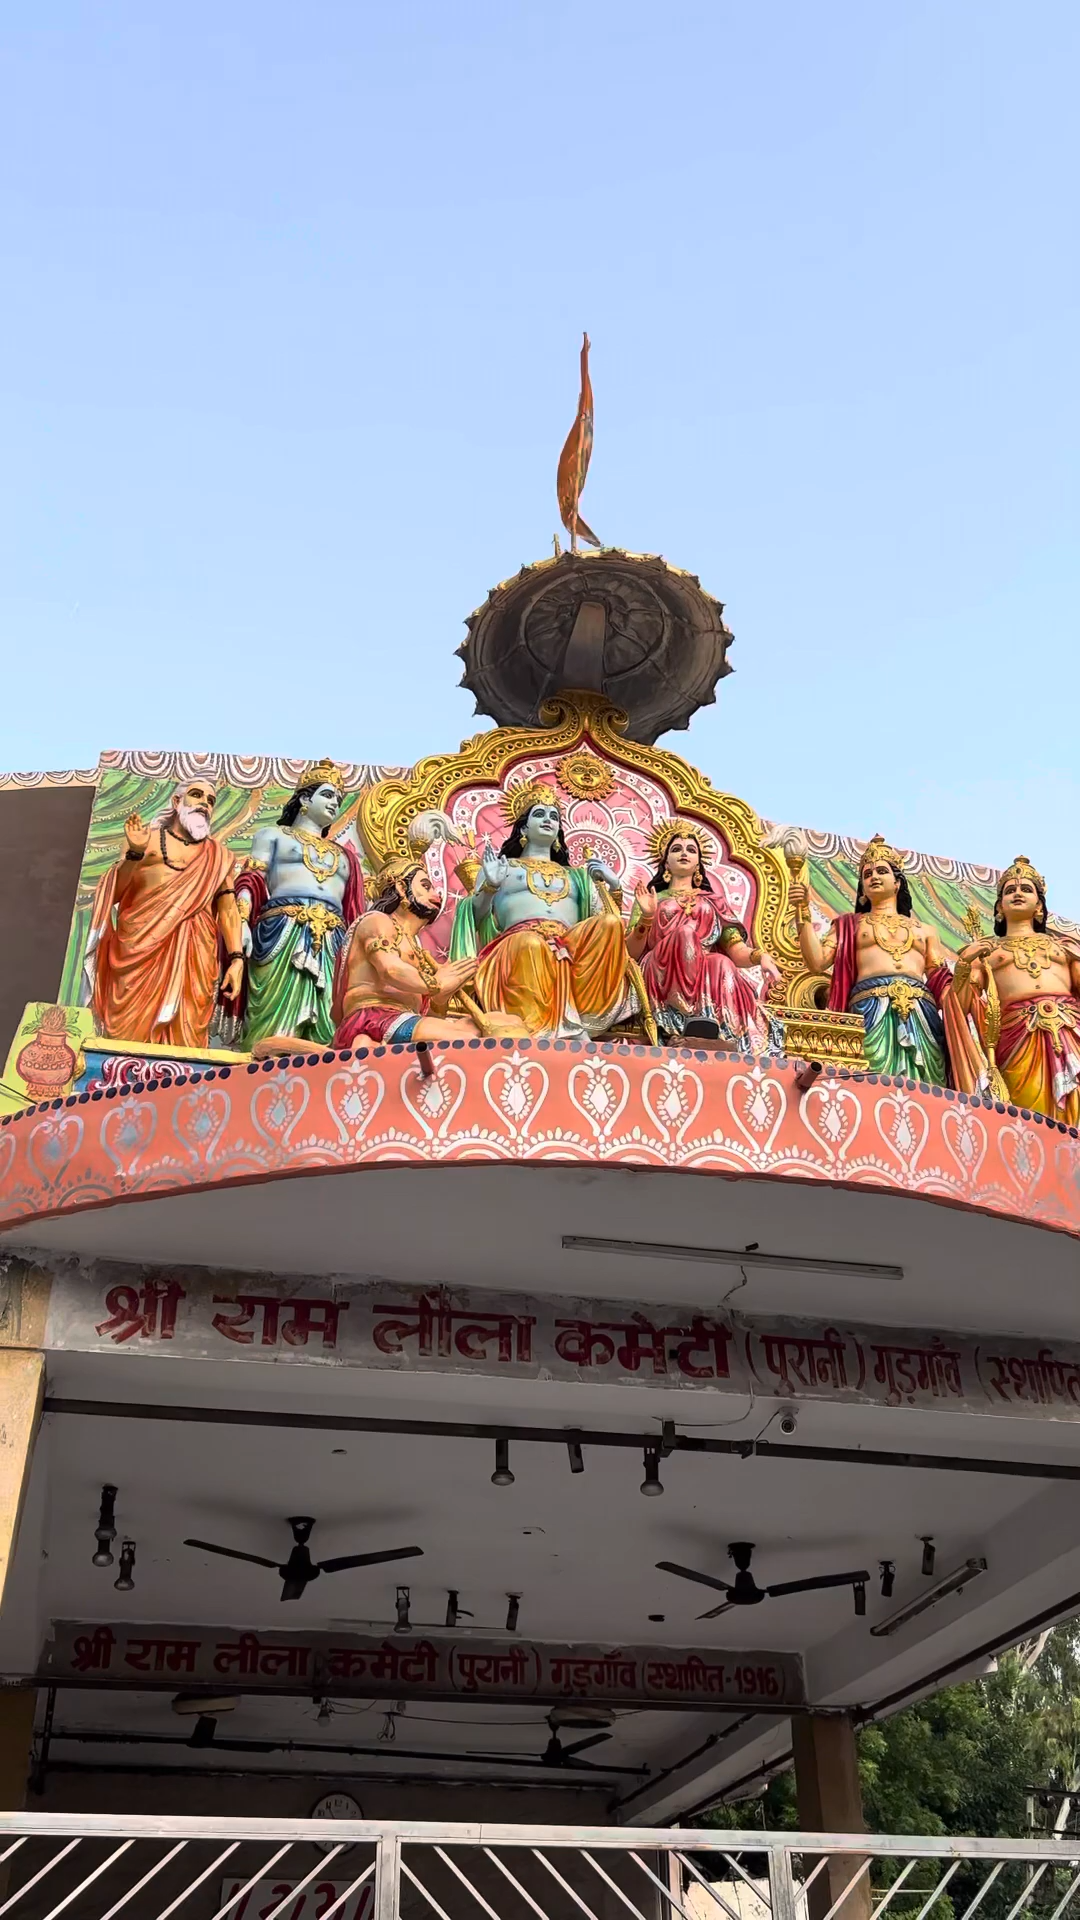 श्री राम लीला कमेटी (पुरानी) गुड़गाँव (स्थापित
श्री राम लीला कमेटी (पुरानी) गुड़गाँव (स्थापित-1916)